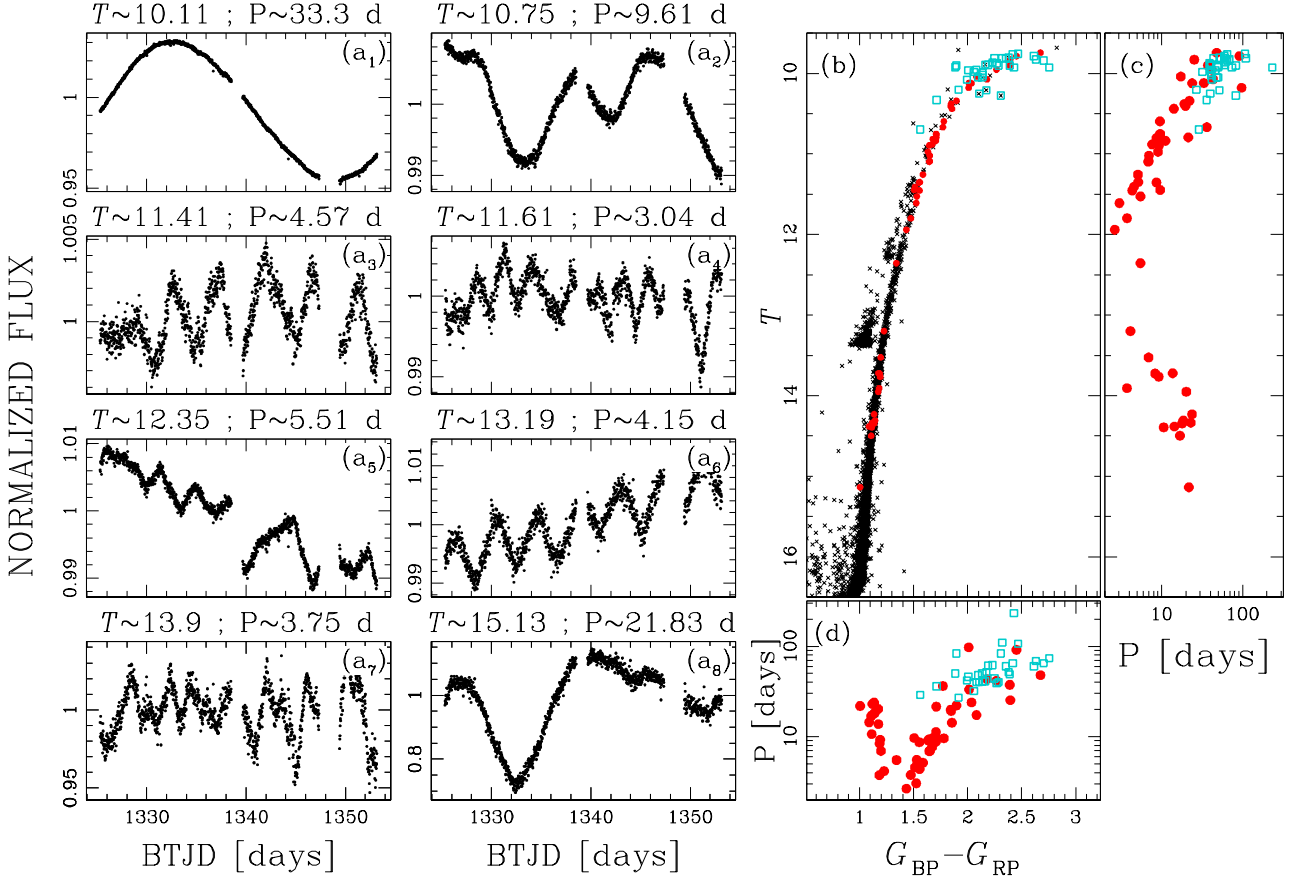 T~10.11 ; P~33.3 d
T~10.75 ; P~9.61 d
(a1)
(a2)
(b)
(c)
1
0.95
1
0.99
10
12
14
16
T
T~11.41 ; P~4.57 d
T~11.61 ; P~3.04 d
(a3)
(a4)
1.005
1
1
0.99
NORMALIZED FLUX
T~12.35 ; P~5.51 d
T~13.19 ; P~4.15 d
(a5)
(a6)
1.01
1
0.99
1.01
1
0.99
10 100
P [days]
T~13.9 ; P~3.75 d
T~15.13 ; P~21.83 d
(a7)
(a8)
(d)
1
0.95
1
0.8
P [days]
100
10
1330 1340 1350
1330 1340 1350
1 1.5 2 2.5 3
BTJD [days]
BTJD [days]
GBP−GRP